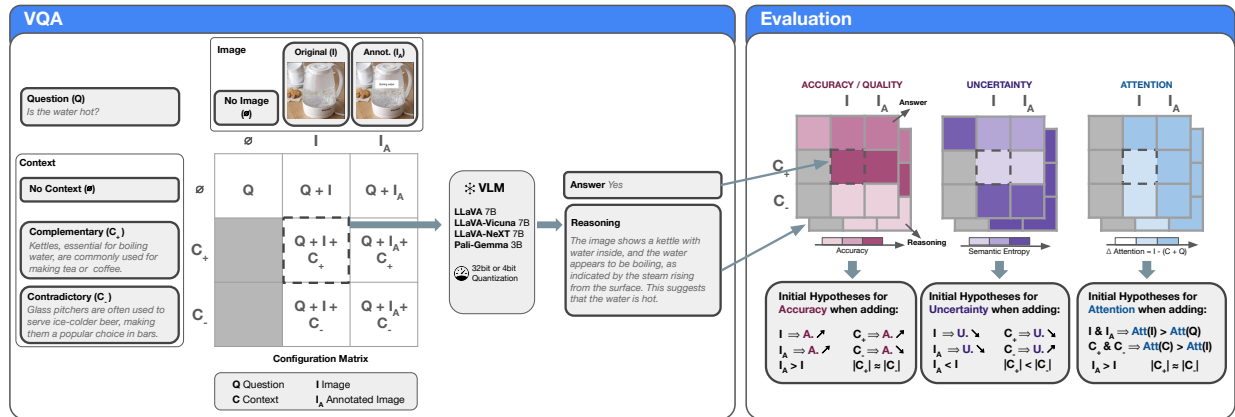 VQA
Image
Original (I)
Annot. (I_A)
No Image
(ø)
Question (Q)
Is the water hot?
ø
I
I_A
Context
No Context (ø)
Complementary (C_+)
Kettles, essential for boiling
water, are commonly used for
making tea or coffee.
Contradictory (C_-)
Glass pitchers are often used to
serve ice-colder beer, making
them a popular choice in bars.
ø
Q
Q + I
Q + I_A
C_+
Q + I+
C_+
Q + I_A+
C_+
C_-
Q + I+
C_-
Q + I_A+
C_-
Configuration Matrix
Q Question
I Image
C Context
I_A Annotated Image
VLM
LLaVA 7B
LLaVA-Vicuna 7B
LLaVA-NeXT 7B
Pali-Gemma 3B
32bit or 4bit
Quantization
Answer Yes
Reasoning
The image shows a kettle with
water inside, and the water
appears to be boiling, as
indicated by the steam rising
from the surface. This suggests
that the water is hot.
Evaluation
ACCURACY / QUALITY
I
I_A
Answer
C_+
C_-
Reasoning
Accuracy
UNCERTAINTY
I
I_A
Semantic Entropy
ATTENTION
I
I_A
Δ Attention = I - (C + Q)
Initial Hypotheses for
Accuracy when adding:
I ⇒ A. ↗
C_+ ⇒ A. ↗
I_A ⇒ A. ↗
C_- ⇒ A. ↘
I_A > I
|C_+| ≈ |C_-|
Initial Hypotheses for
Uncertainty when adding:
I ⇒ U. ↘
C_+ ⇒ U. ↘
I_A ⇒ U. ↘
C_- ⇒ U. ↗
I_A < I
|C_+| < |C_-|
Initial Hypotheses for
Attention when adding:
I & I_A ⇒ Att(I) > Att(Q)
C_+ & C_- ⇒ Att(C) > Att(I)
I_A > I
|C_+| ≈ |C_-|